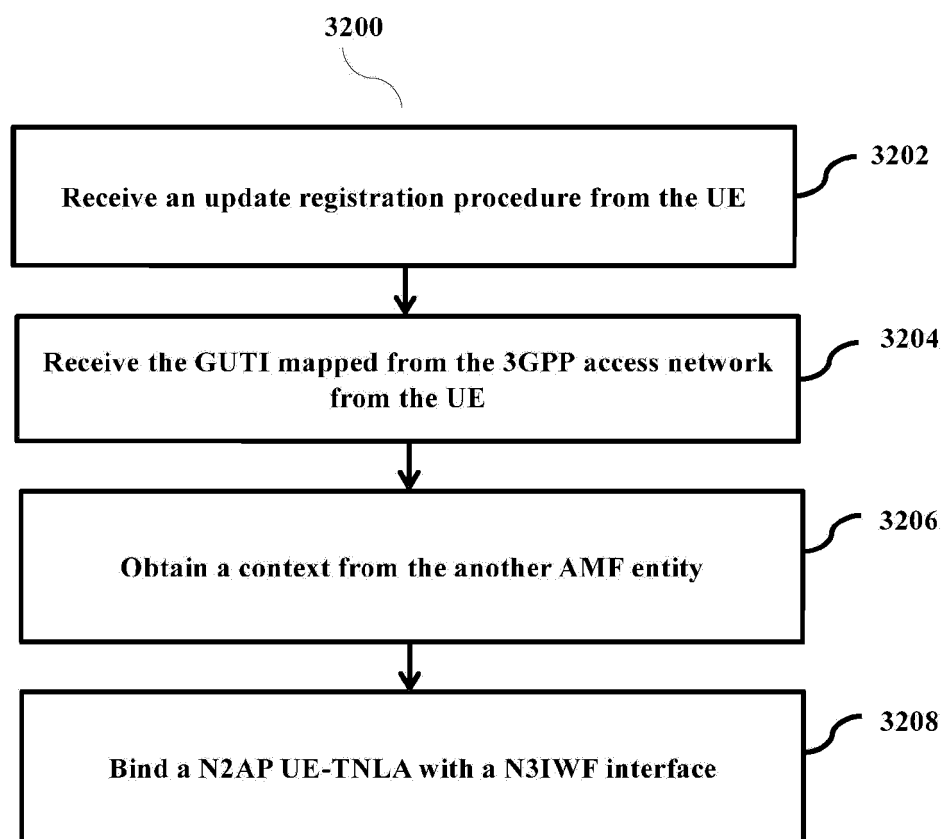 3200
3202
Receive an update registration procedure from the UE
3204
Receive the GUTI mapped from the 3GPP access network
from the UE
3206
Obtain a context from the another AMF entity
3208
Bind a N2AP UE-TNLA with a N3IWF interface